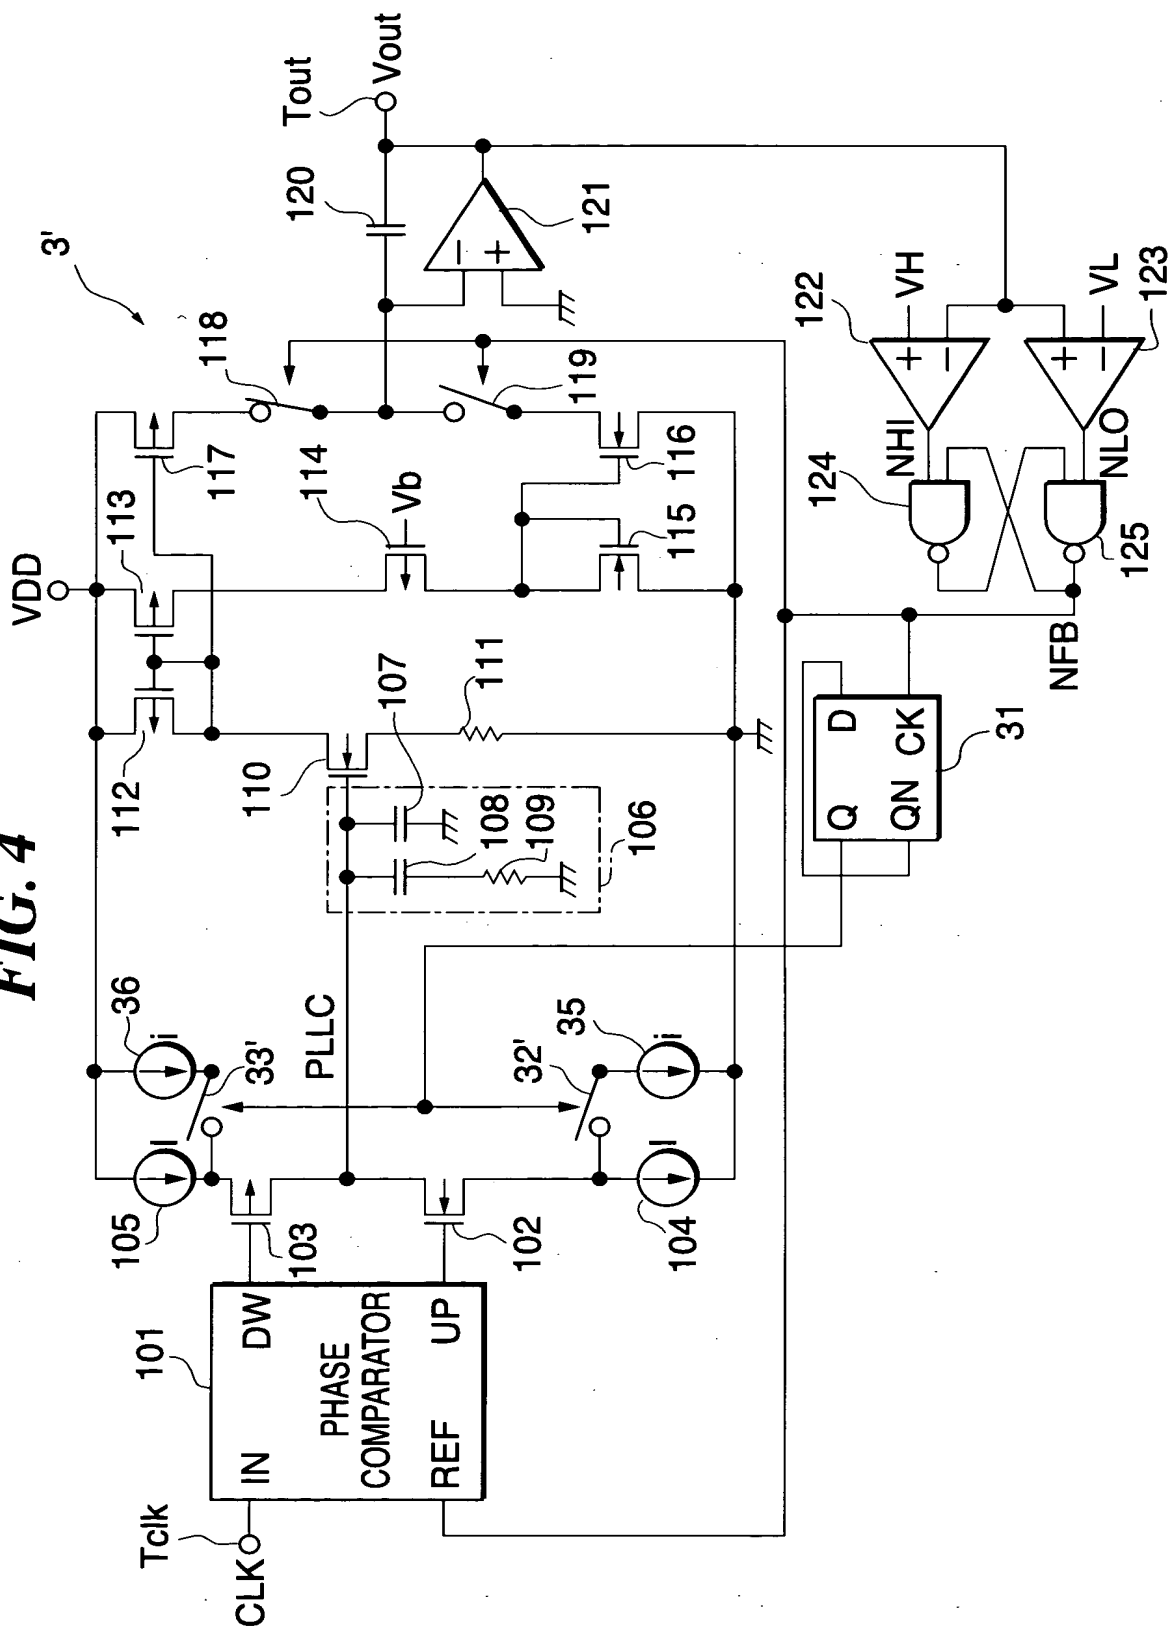 FIG. 4
3'
VDD
Tout
Vout
120
121
118
119
117
113
112
114
Vb
116
115
110
107
111
108
109
106
36
ii
33'
I
105
PLLC
32'
35
ii
I
104
103
102
101
IN
DW
PHASE
COMPARATOR
REF
UP
Tclk
CLK
122
VH
+
−
NHI
124
123
VL
+
−
NLO
125
NFB
−
+
Q
D
QN
CK
31